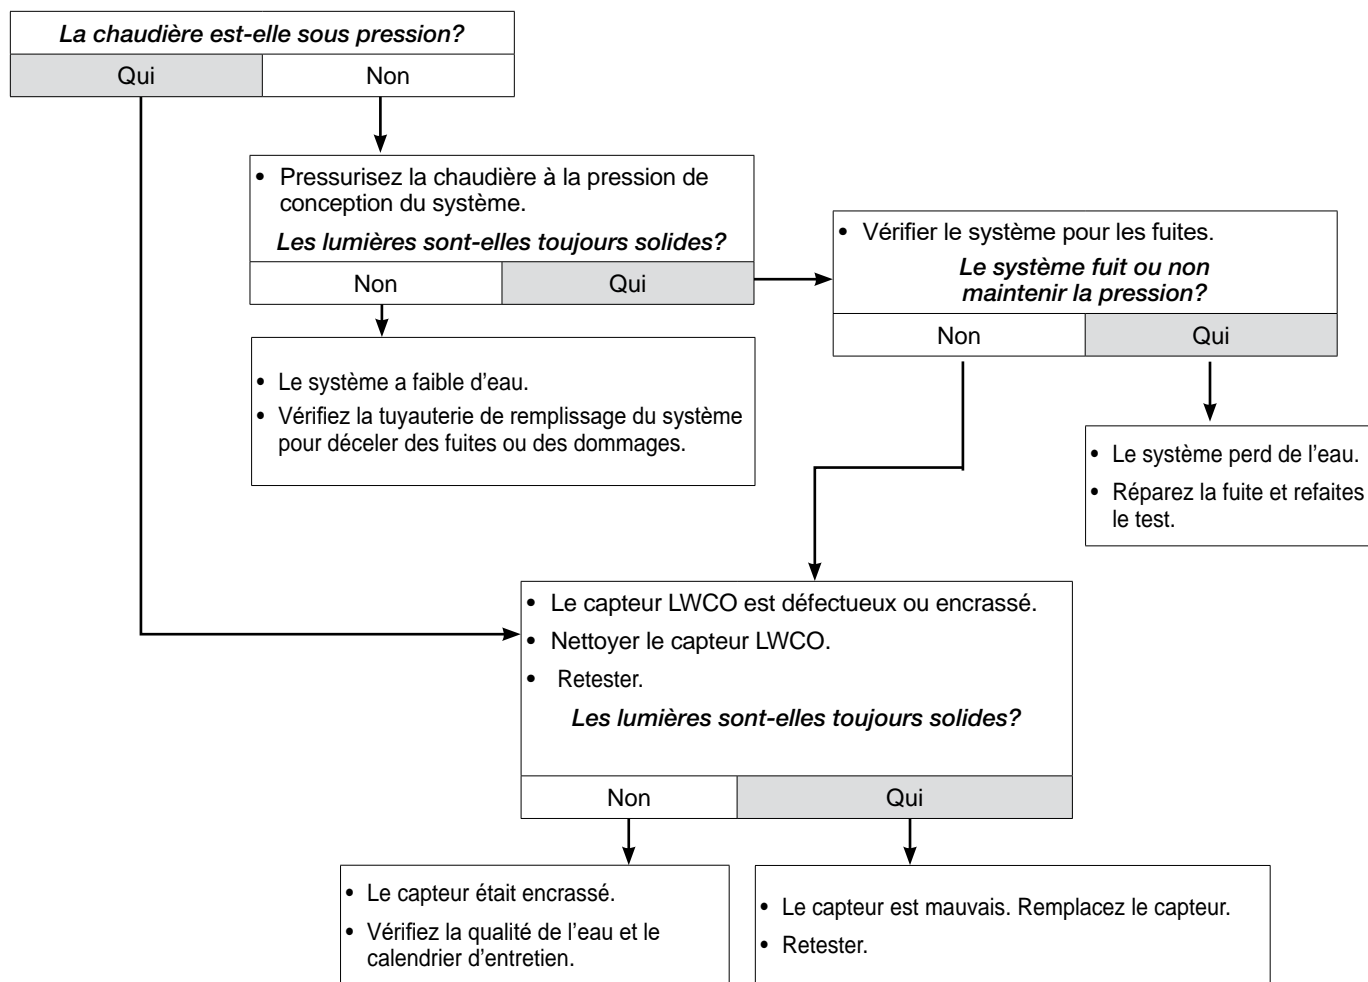 La chaudière est-elle sous pression?
Qui
Non
• Pressurisez la chaudière à la pression de
conception du système.
Les lumières sont-elles toujours solides?
Non
Qui
• Vérifier le système pour les fuites.
Le système fuit ou non
maintenir la pression?
Non
Qui
• Le système a faible d'eau.
• Vérifiez la tuyauterie de remplissage du système
pour déceler des fuites ou des dommages.
• Le système perd de l'eau.
• Réparez la fuite et refaites
le test.
• Le capteur LWCO est défectueux ou encrassé.
• Nettoyer le capteur LWCO.
• Retester.
Les lumières sont-elles toujours solides?
Non
Qui
• Le capteur était encrassé.
• Vérifiez la qualité de l'eau et le
calendrier d'entretien.
• Le capteur est mauvais. Remplacez le capteur.
• Retester.